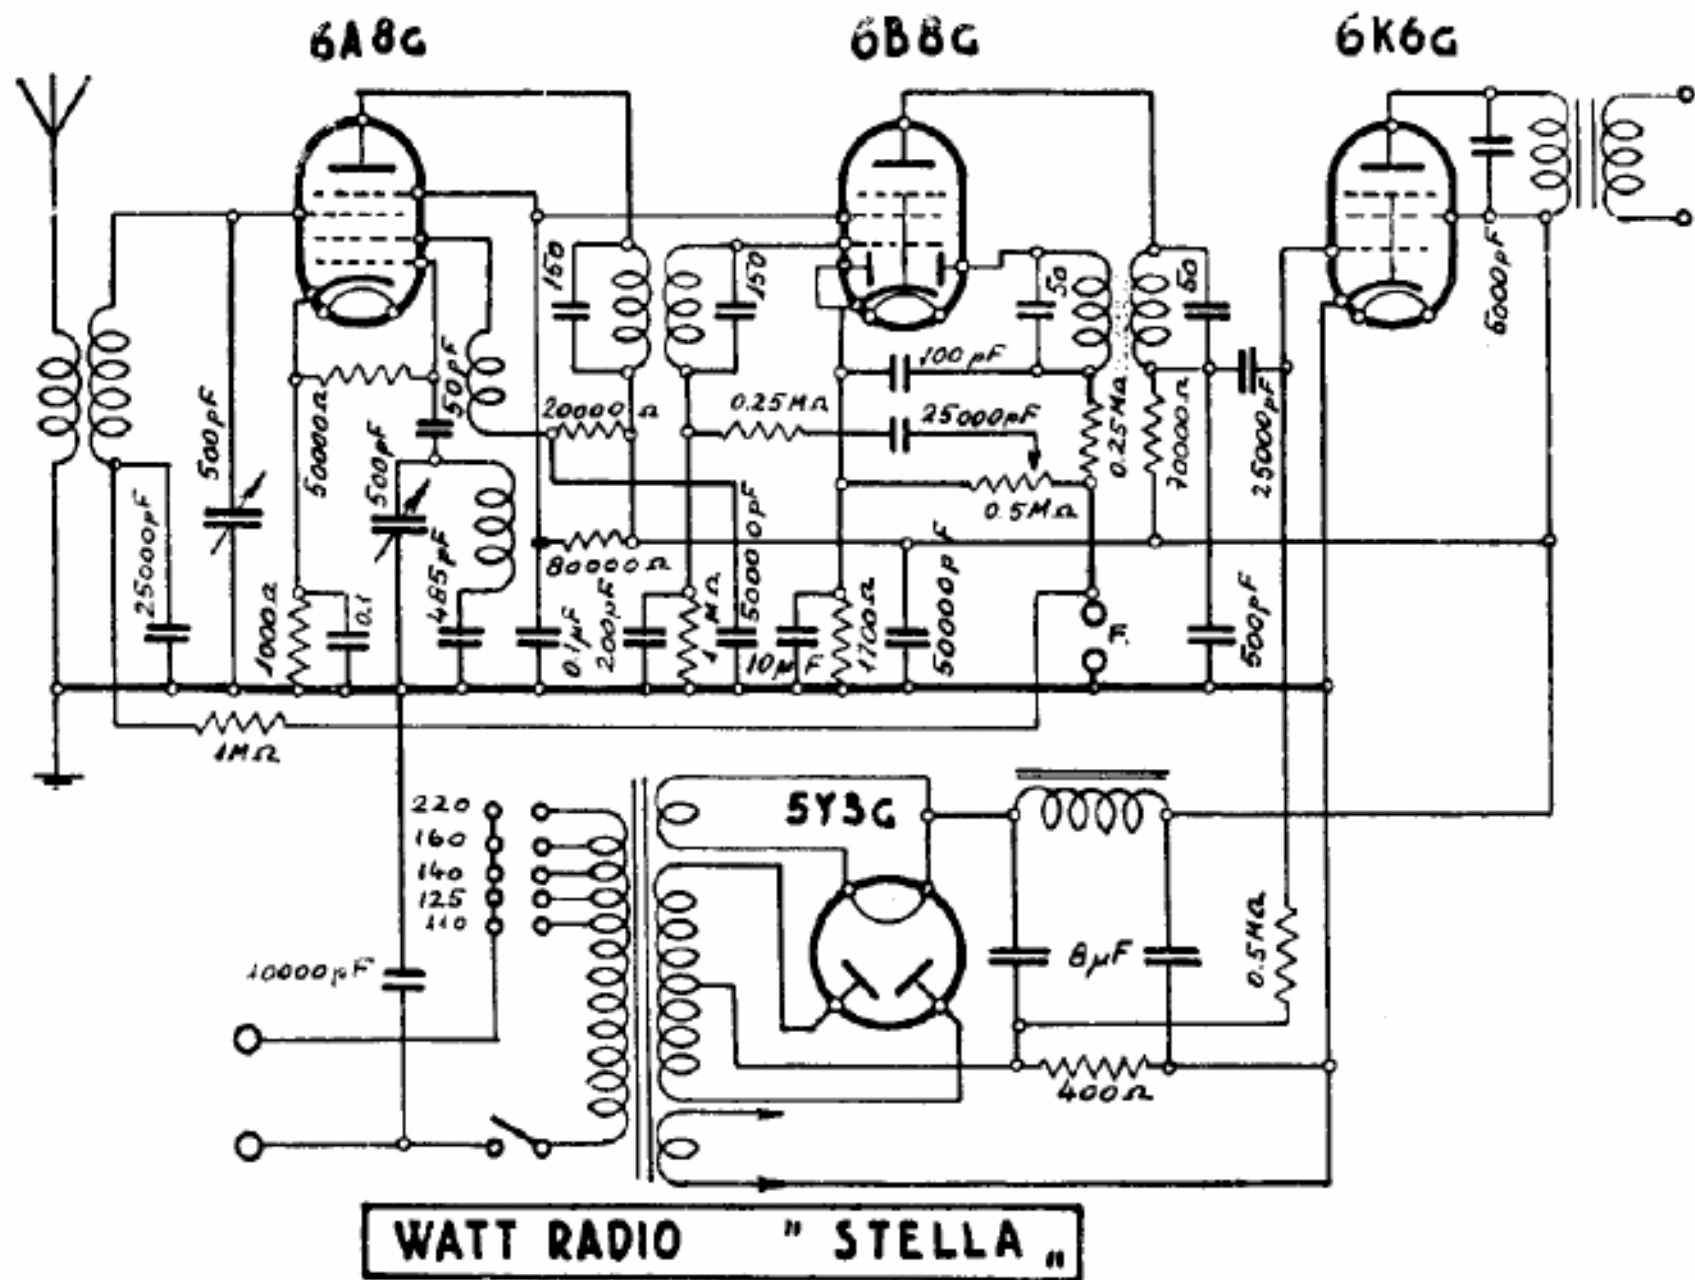 6A8G
6B8G
6K6G
150
150
50
50
6000pF
500pF
50000Ω
50pF
500pF
20000Ω
0.25MΩ
100pF
25000pF
0.25MΩ
70000Ω
25000pF
0.5MΩ
25000pF
1000Ω
0.1
485pF
80000Ω
0.1µF
200pF
1MΩ
50000pF
10µF
1700Ω
50000pF
F.
500pF
1MΩ
220
160
140
125
110
5Y3G
10000pF
8µF
0.5MΩ
400Ω
WATT RADIO " STELLA „